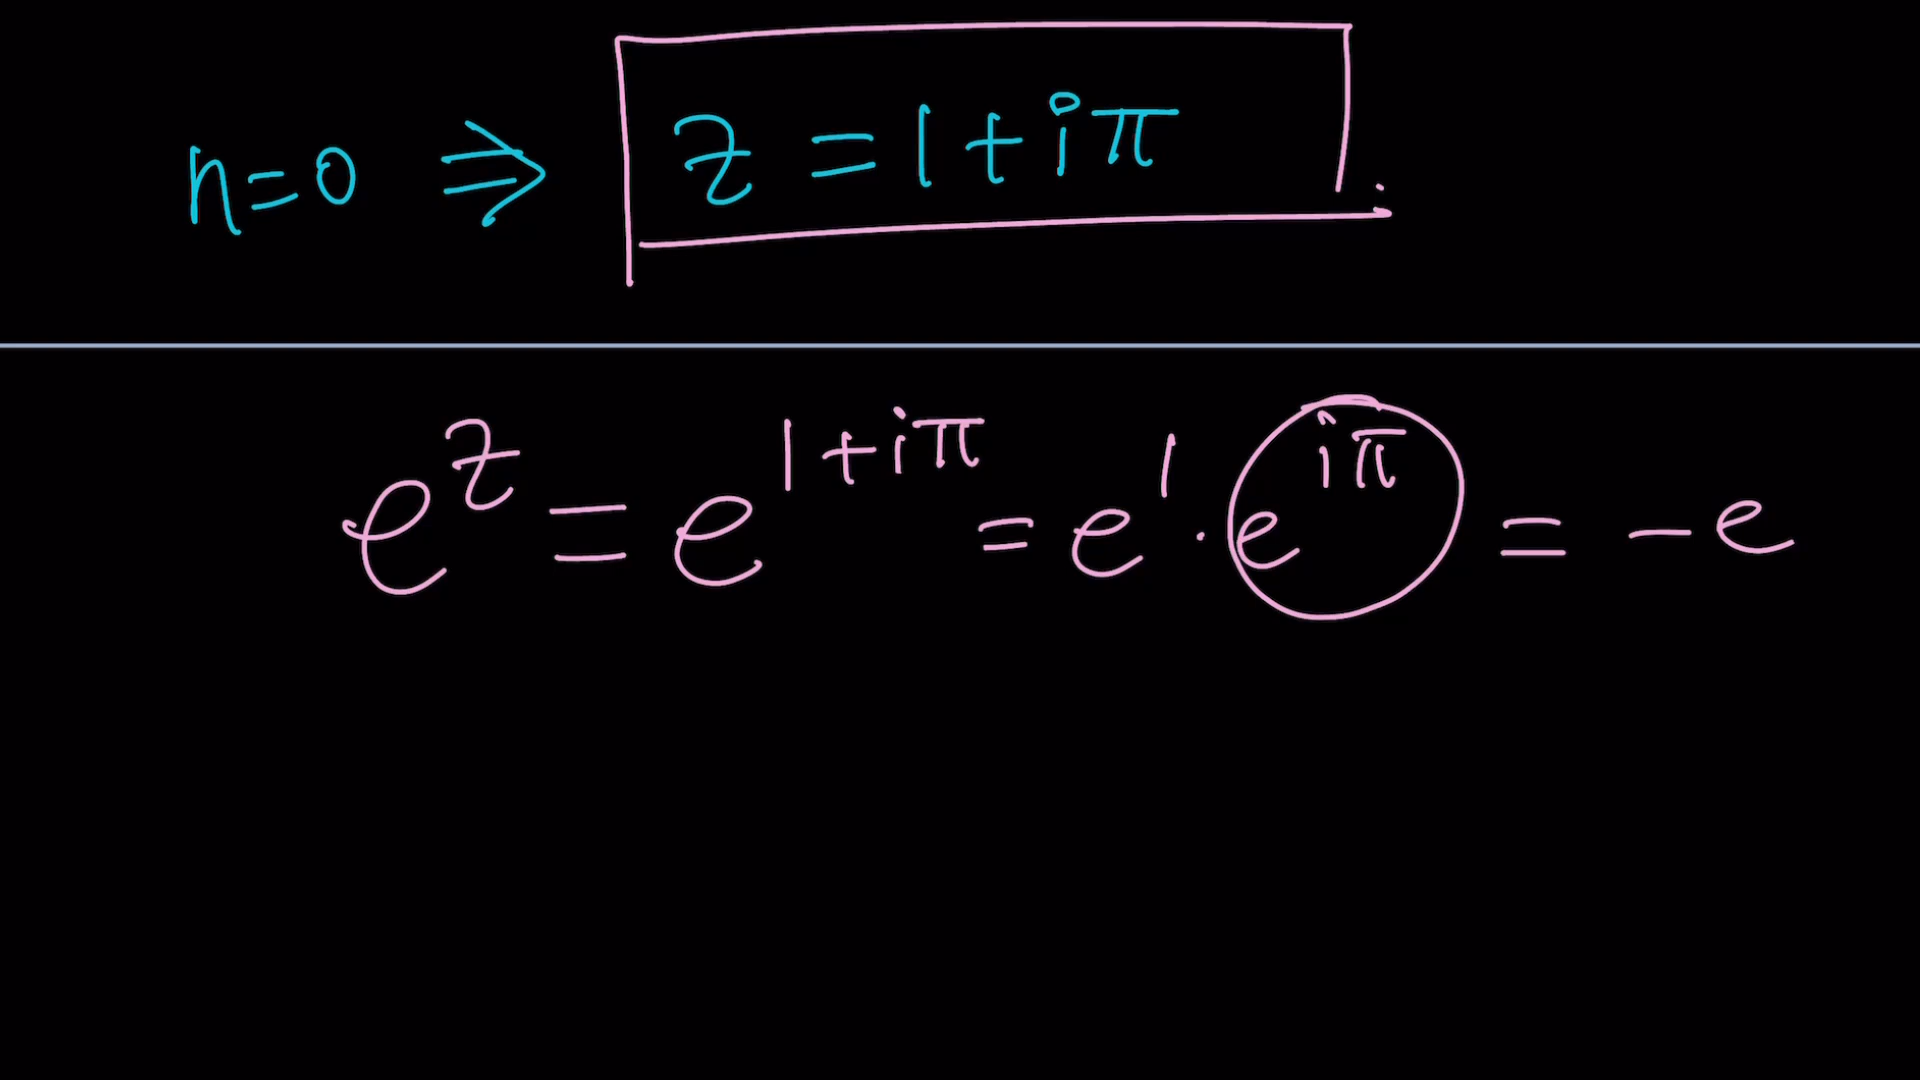 n=0 ⇒ z = 1 + iπ
e^z = e^{1+iπ} = e^1 · e^{iπ} = -e